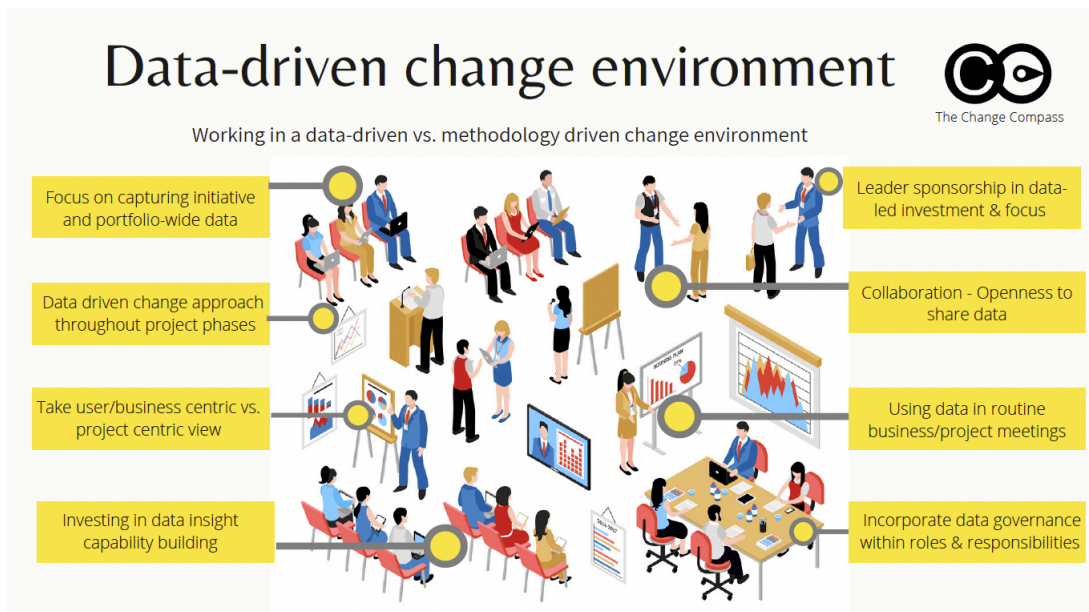 Data-driven change environment
The Change Compass
Working in a data-driven vs. methodology driven change environment
Focus on capturing initiative
and portfolio-wide data
Data driven change approach
throughout project phases
Take user/business centric vs.
project centric view
Investing in data insight
capability building
Leader sponsorship in data-
led investment & focus
Collaboration - Openness to
share data
Using data in routine
business/project meetings
Incorporate data governance
within roles & responsibilities
BUSINESS PLAN